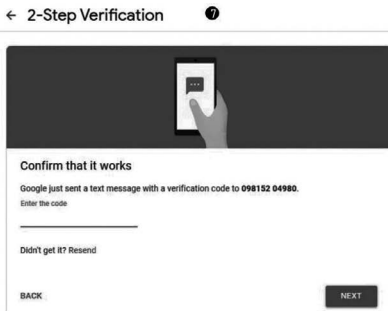 ← 2-Step Verification ❼
Confirm that it works
Google just sent a text message with a verification code to 098152 04980.
Enter the code
Didn't get it? Resend
BACK NEXT